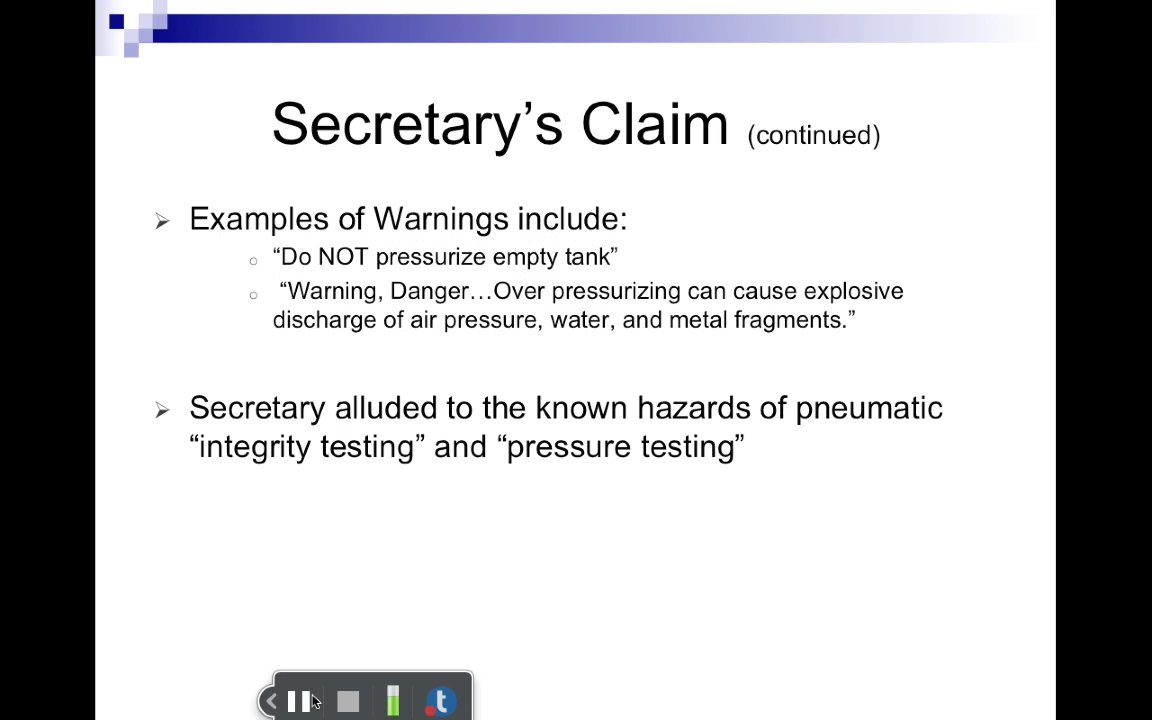 Secretary’s Claim (continued)
Examples of Warnings include:
“Do NOT pressurize empty tank”
“Warning, Danger…Over pressurizing can cause explosive
discharge of air pressure, water, and metal fragments.”
Secretary alluded to the known hazards of pneumatic
“integrity testing” and “pressure testing”
t